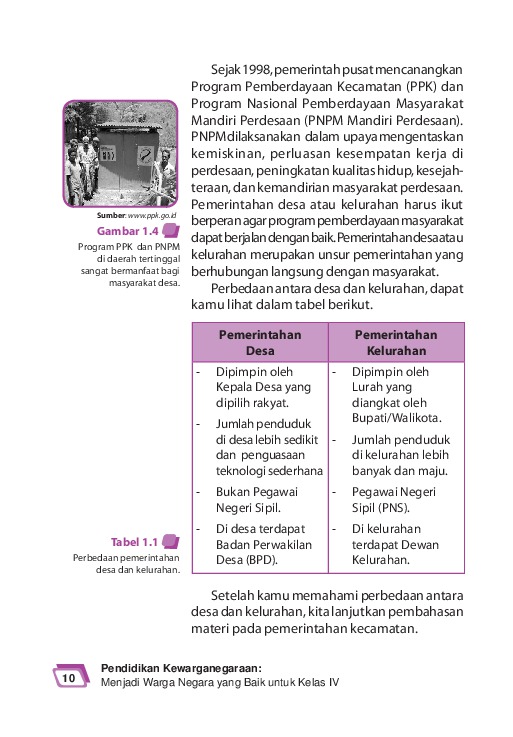 Sejak 1998, pemerintah pusat mencanangkan
Program Pemberdayaan Kecamatan (PPK) dan
Program Nasional Pemberdayaan Masyarakat
Mandiri Perdesaan (PNPM Mandiri Perdesaan).
PNPM dilaksanakan dalam upaya mengentaskan
kemiskinan, perluasan kesempatan kerja di
perdesaan, peningkatan kualitas hidup, kesejah-
teraan, dan kemandirian masyarakat perdesaan.
Pemerintahan desa atau kelurahan harus ikut
berperan agar program pemberdayaan masyarakat
dapat berjalan dengan baik. Pemerintahan desa atau
kelurahan merupakan unsur pemerintahan yang
berhubungan langsung dengan masyarakat.
Perbedaan antara desa dan kelurahan, dapat
kamu lihat dalam tabel berikut.
Sumber: www.ppk.go.id
Gambar 1.4
Program PPK dan PNPM
di daerah tertinggal
sangat bermanfaat bagi
masyarakat desa.
Pemerintahan
Desa
Pemerintahan
Kelurahan
- Dipimpin oleh
Kepala Desa yang
dipilih rakyat.
- Jumlah penduduk
di desa lebih sedikit
dan penguasaan
teknologi sederhana
- Bukan Pegawai
Negeri Sipil.
- Di desa terdapat
Badan Perwakilan
Desa (BPD).
- Dipimpin oleh
Lurah yang
diangkat oleh
Bupati/Walikota.
- Jumlah penduduk
di kelurahan lebih
banyak dan maju.
- Pegawai Negeri
Sipil (PNS).
- Di kelurahan
terdapat Dewan
Kelurahan.
Tabel 1.1
Perbedaan pemerintahan
desa dan kelurahan.
Setelah kamu memahami perbedaan antara
desa dan kelurahan, kita lanjutkan pembahasan
materi pada pemerintahan kecamatan.
10
Pendidikan Kewarganegaraan:
Menjadi Warga Negara yang Baik untuk Kelas IV